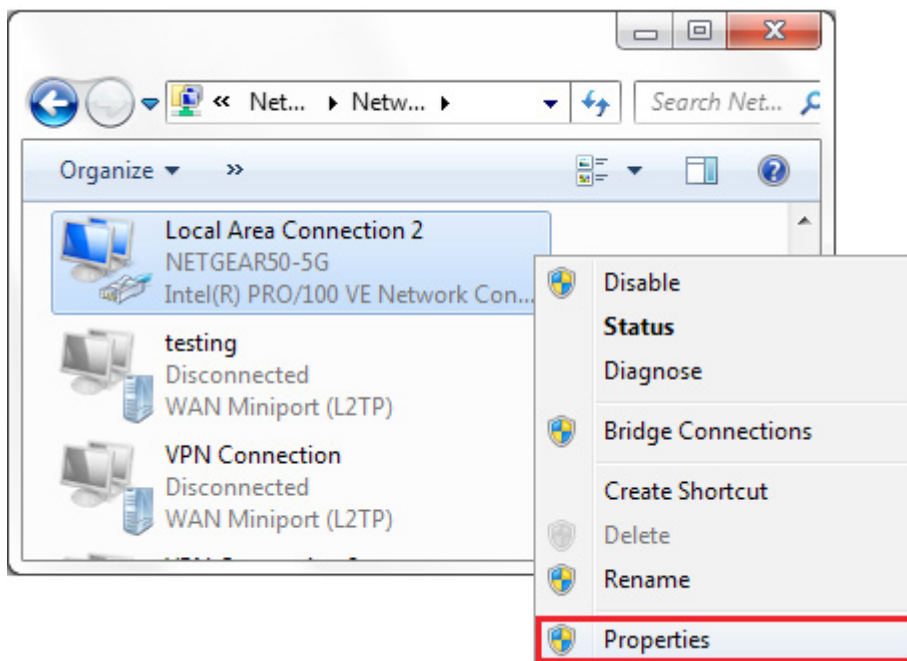 « Net... Netw...
Search Net...
Organize »
Local Area Connection 2
NETGEAR50-5G
Intel(R) PRO/100 VE Network Con...
testing
Disconnected
WAN Miniport (L2TP)
VPN Connection
Disconnected
WAN Miniport (L2TP)
Disable
Status
Diagnose
Bridge Connections
Create Shortcut
Delete
Rename
Properties